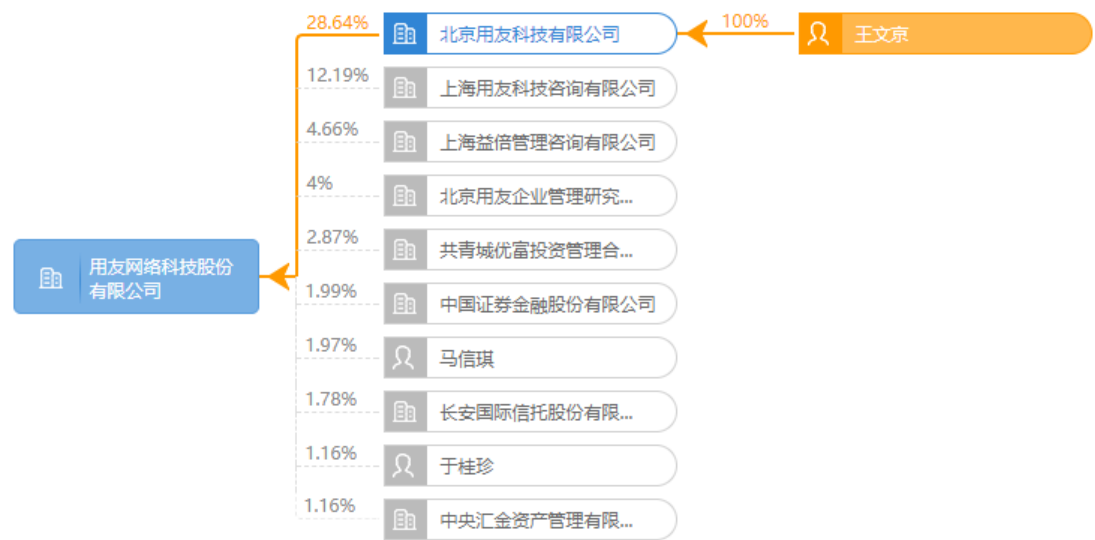 28.64%
北京用友科技有限公司
100%
王文京
12.19%
上海用友科技咨询有限公司
4.66%
上海益倍管理咨询有限公司
4%
北京用友企业管理研究...
2.87%
共青城优富投资管理合...
用友网络科技股份
有限公司
1.99%
中国证券金融股份有限公司
1.97%
马信琪
1.78%
长安国际信托股份有限...
1.16%
于桂珍
1.16%
中央汇金资产管理有限...